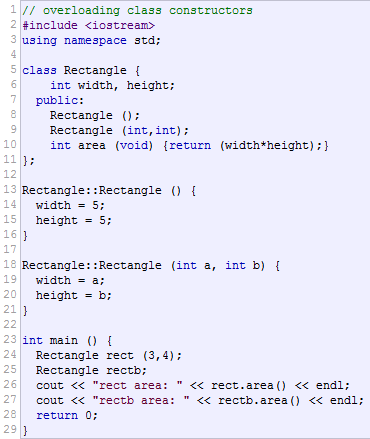 1 // overloading class constructors
2 #include <iostream>
3 using namespace std;
4
5 class Rectangle {
6     int width, height;
7   public:
8     Rectangle ();
9     Rectangle (int,int);
10     int area (void) {return (width*height);}
11 };
12
13 Rectangle::Rectangle () {
14   width = 5;
15   height = 5;
16 }
17
18 Rectangle::Rectangle (int a, int b) {
19   width = a;
20   height = b;
21 }
22
23 int main () {
24   Rectangle rect (3,4);
25   Rectangle rectb;
26   cout << "rect area: " << rect.area() << endl;
27   cout << "rectb area: " << rectb.area() << endl;
28   return 0;
29 }